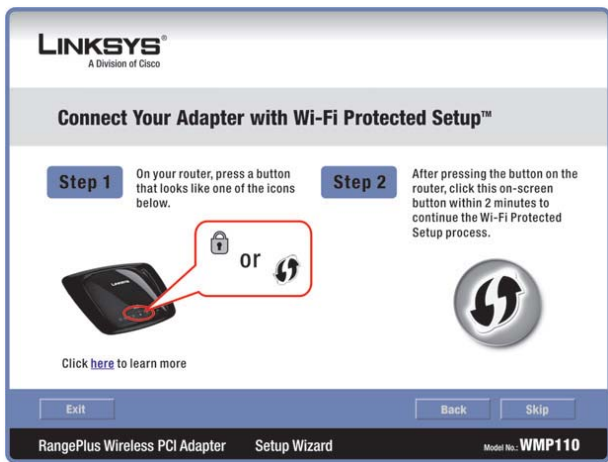 LINKSYS®
A Division of Cisco
Connect Your Adapter with Wi-Fi Protected Setup™
Step 1
On your router, press a button
that looks like one of the icons
below.
or
LINKSYS
Click here to learn more
Step 2
After pressing the button on the
router, click this on-screen
button within 2 minutes to
continue the Wi-Fi Protected
Setup process.
Exit
Back
Skip
RangePlus Wireless PCI Adapter Setup Wizard Model No.: WMP110